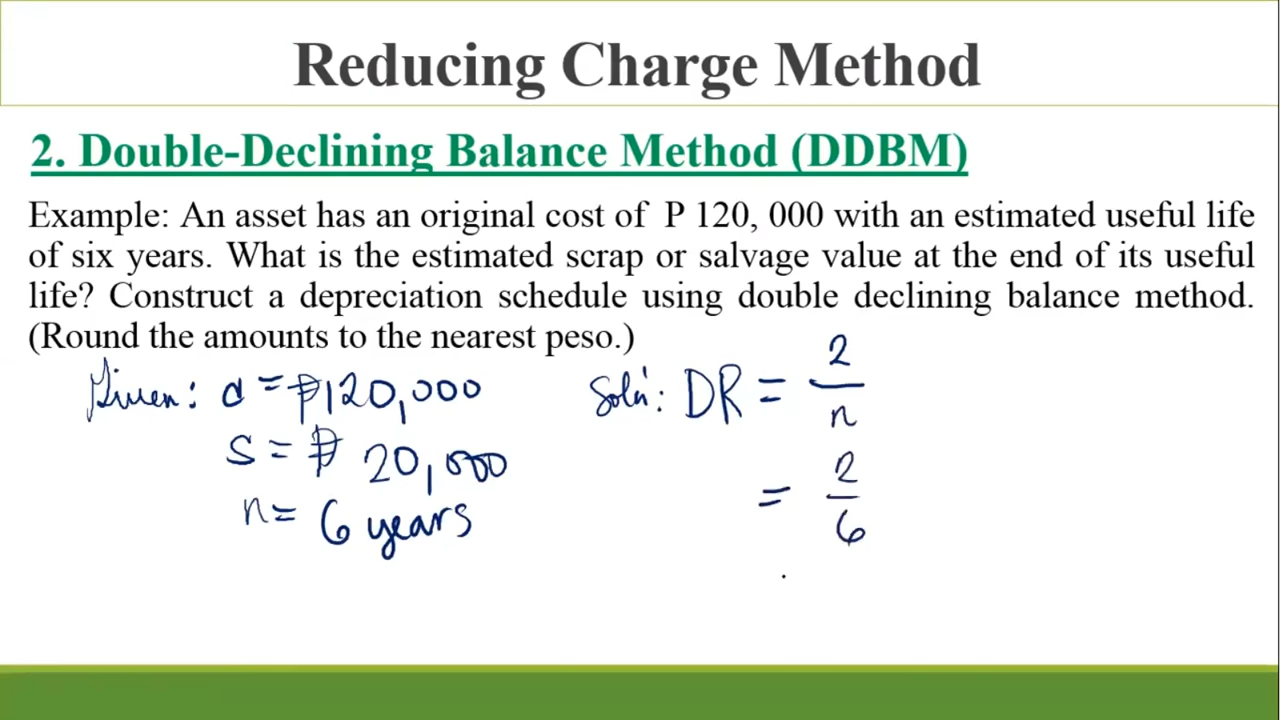 Reducing Charge Method
2. Double-Declining Balance Method (DDBM)
Example: An asset has an original cost of P 120, 000 with an estimated useful life
of six years. What is the estimated scrap or salvage value at the end of its useful
life? Construct a depreciation schedule using double declining balance method.
(Round the amounts to the nearest peso.)
Given: c = ₱120,000
S = ₱ 20,000
n = 6 years
Sol'n: DR = 2/n
= 2/6